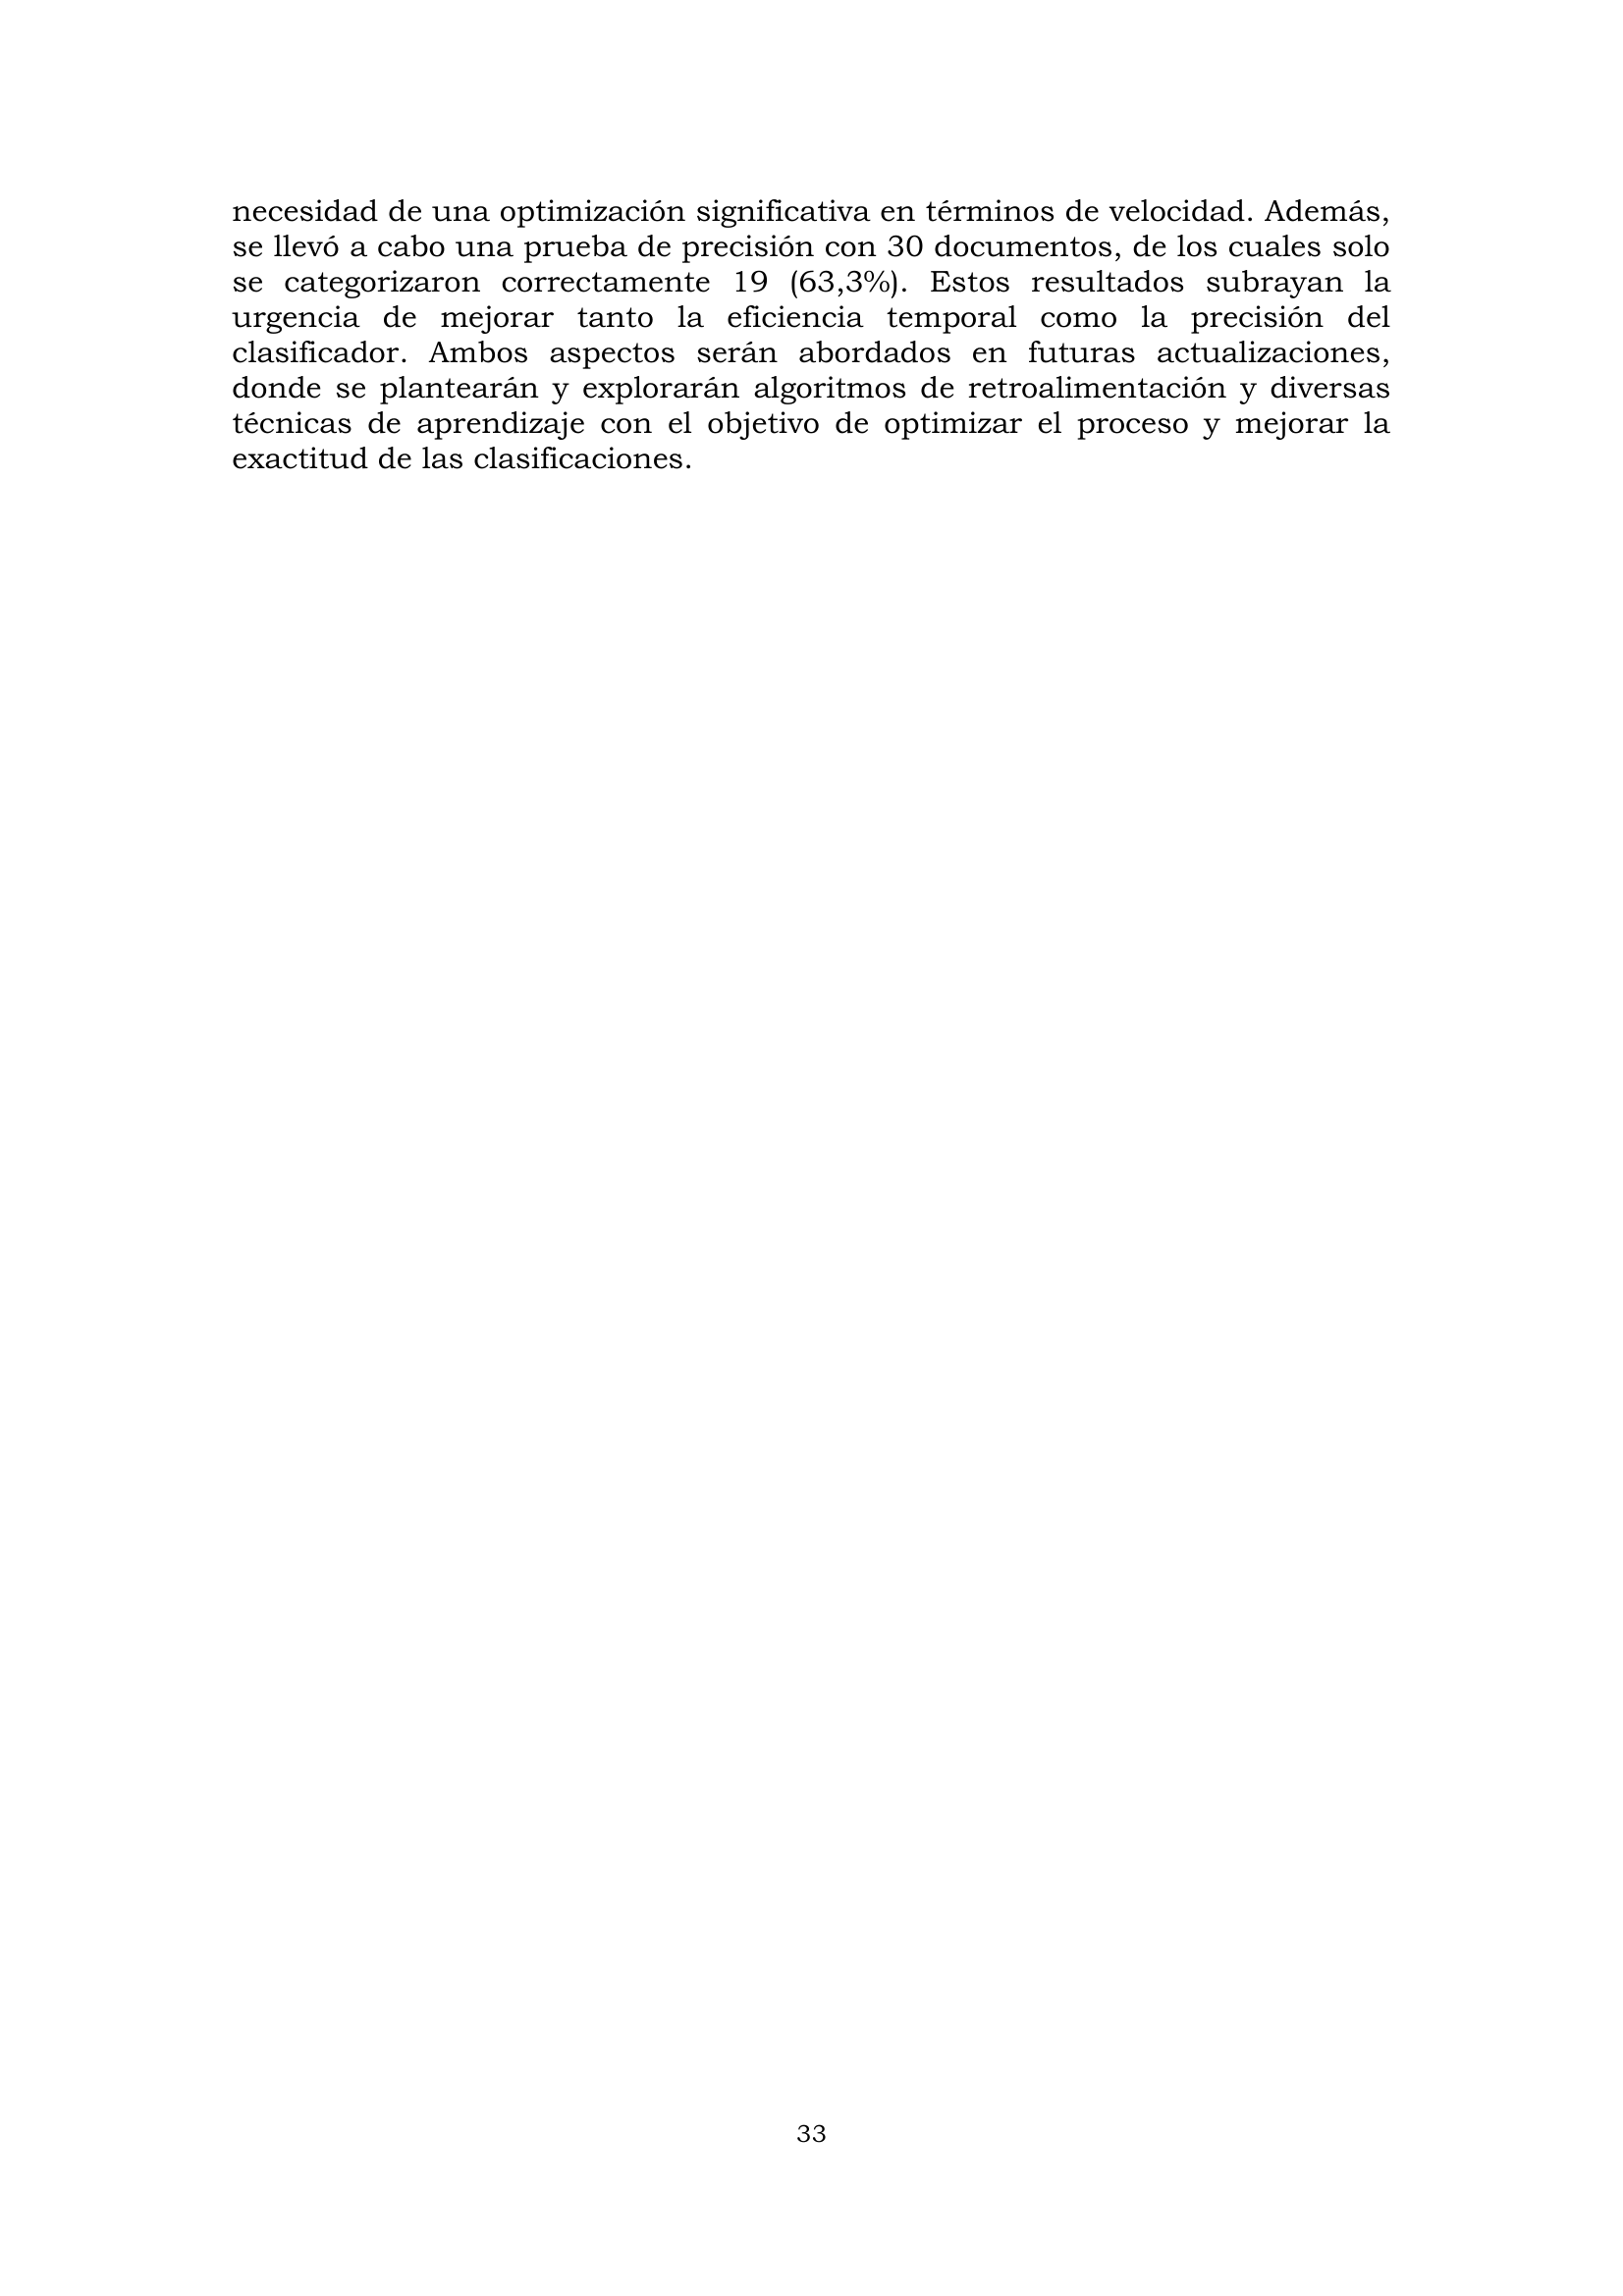 necesidad de una optimización significativa en términos de velocidad. Además,
se llevó a cabo una prueba de precisión con 30 documentos, de los cuales solo
se categorizaron correctamente 19 (63,3%). Estos resultados subrayan la
urgencia de mejorar tanto la eficiencia temporal como la precisión del
clasificador. Ambos aspectos serán abordados en futuras actualizaciones,
donde se plantearán y explorarán algoritmos de retroalimentación y diversas
técnicas de aprendizaje con el objetivo de optimizar el proceso y mejorar la
exactitud de las clasificaciones.
33